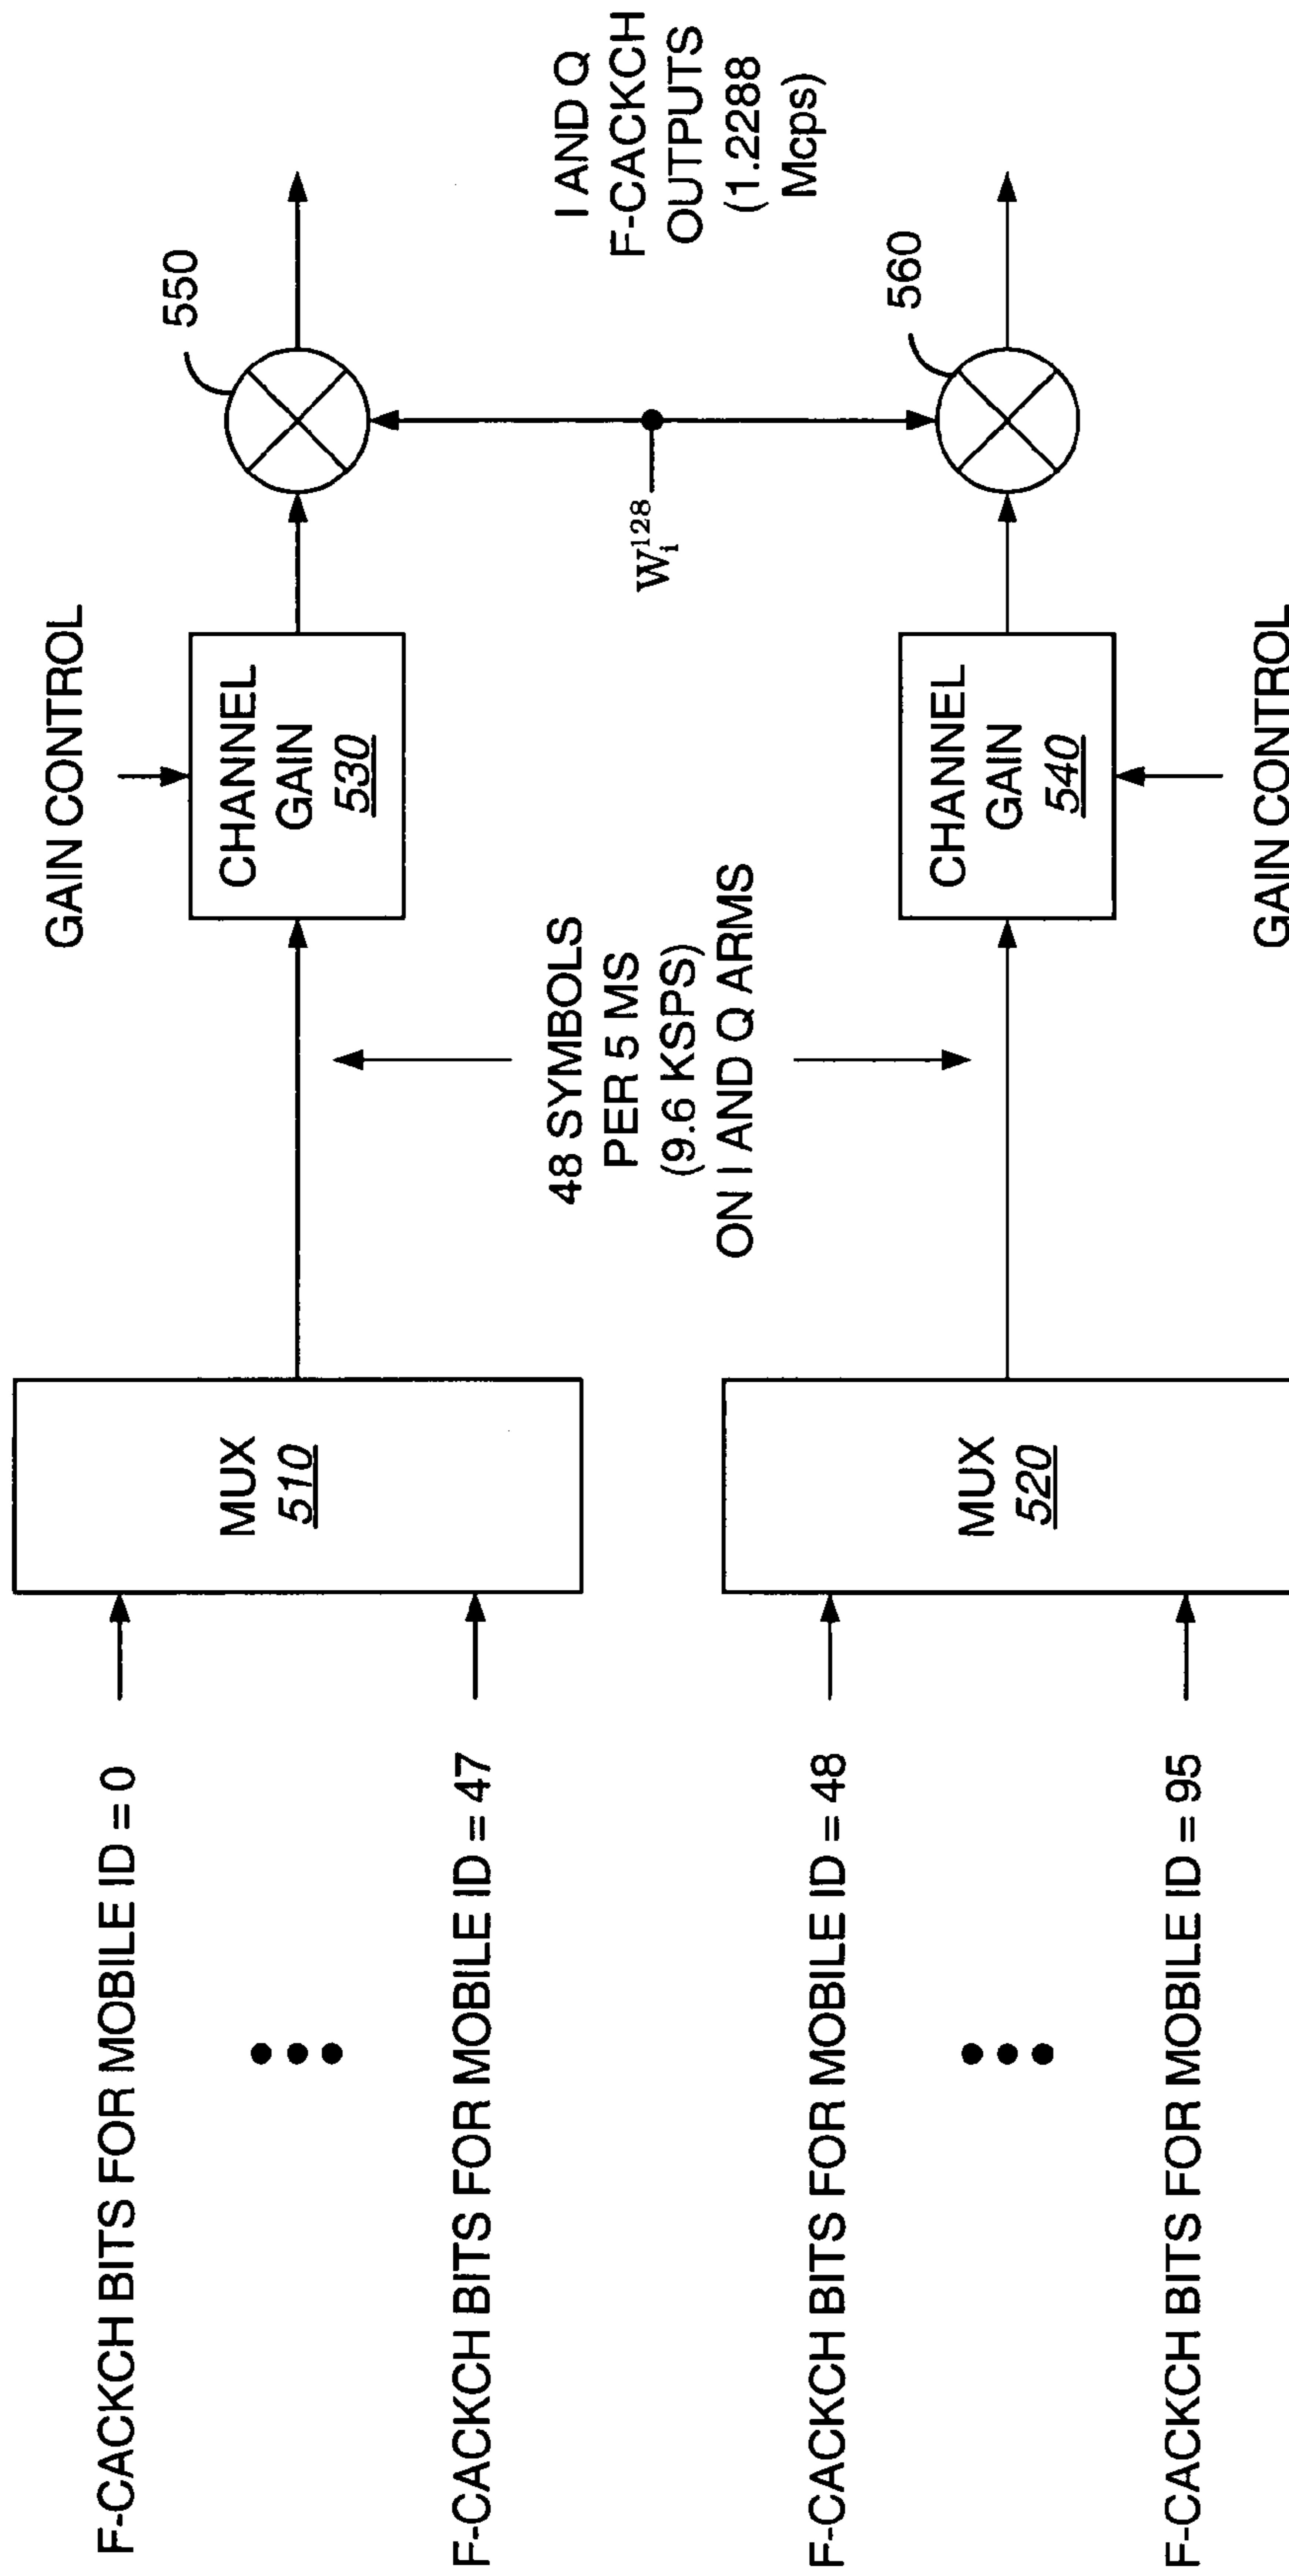 F-CACKCH BITS FOR MOBILE ID = 0
F-CACKCH BITS FOR MOBILE ID = 47
MUX
510
GAIN CONTROL
CHANNEL
GAIN
530
550
48 SYMBOLS
PER 5 MS
(9.6 KSPS)
ON I AND Q ARMS
W_i^128
I AND Q
F-CACKCH
OUTPUTS
(1.2288
Mcps)
F-CACKCH BITS FOR MOBILE ID = 48
F-CACKCH BITS FOR MOBILE ID = 95
MUX
520
CHANNEL
GAIN
540
560
GAIN CONTROL